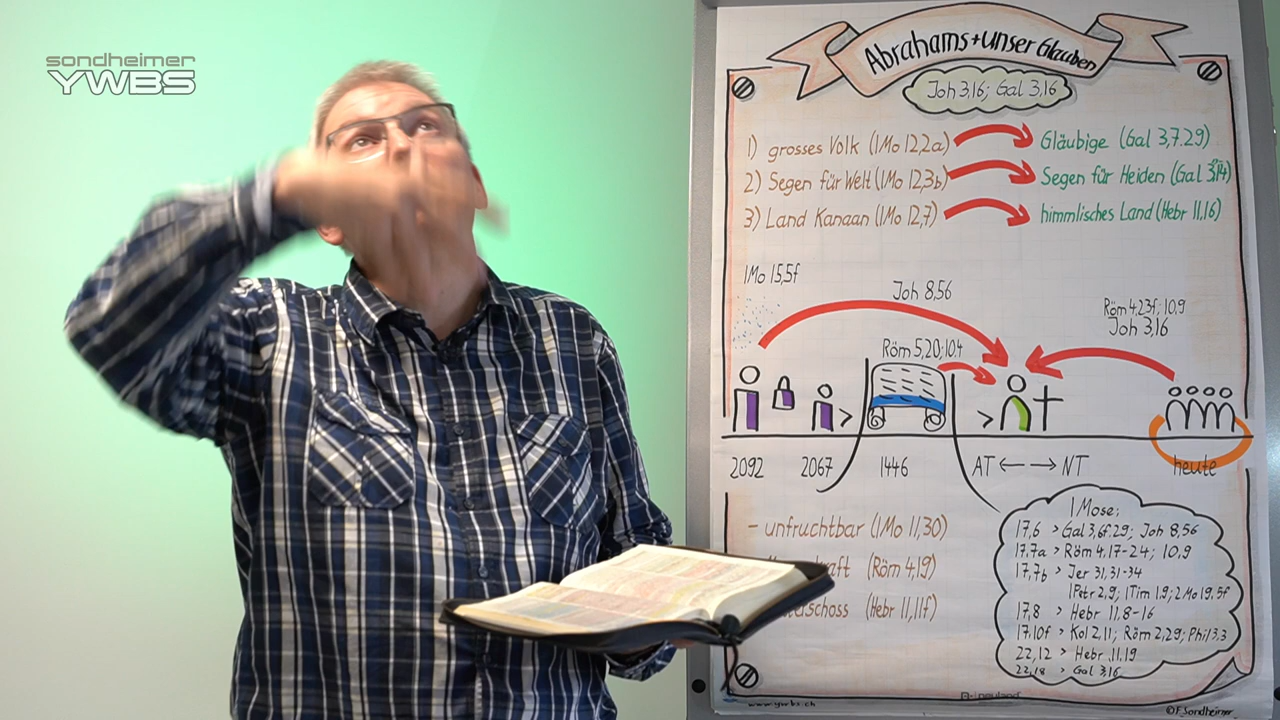 sondheimer
YWBS
Abrahams + unser Glauben
Joh 3,16; Gal 3,16
1) grosses Volk (1Mo 12,2a)
Gläubige (Gal 3,7.29)
2) Segen für Welt (1Mo 12,3b)
Segen für Heiden (Gal 3,14)
3) Land Kanaan (1Mo 12,7)
himmlisches Land (Hebr 11,16)
1Mo 15,5f
Joh 8,56
Röm 4,23f; 10,9
Joh 3,16
Röm 5,20; 10,4
2092
2067
1446
AT <--> NT
heute
- unfruchtbar (1Mo 11,30)
kraft (Röm 4,19)
schoss (Hebr 11,11f)
1 Mose:
17,6 > Gal 3,6f.29; Joh 8,56
17,7a > Röm 4,17-24; 10,9
17,7b > Jer 31,31-34
1Petr 2,9; 1Tim 1,9; 2Mo 19,5f
17,8 > Hebr 11,8-16
17,10f > Kol 2,11; Röm 2,29; Phil 3,3
22,12 > Hebr 11,19
22,18 > Gal 3,16
neuland
www.ywbs.ch
©F.Sondheimer